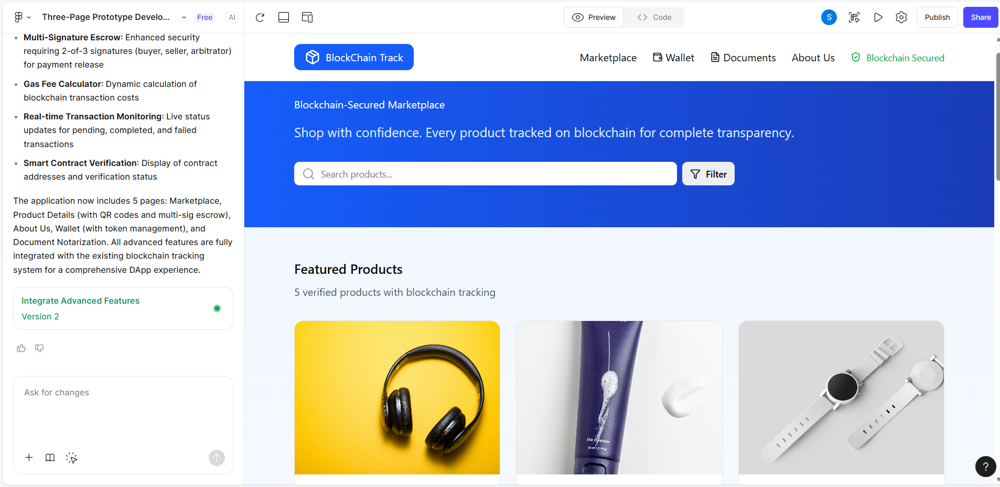 Three-Page Prototype Develo...
Free
AI
Preview
Code
S
Publish
Share
Multi-Signature Escrow: Enhanced security
requiring 2-of-3 signatures (buyer, seller, arbitrator)
for payment release
Gas Fee Calculator: Dynamic calculation of
blockchain transaction costs
Real-time Transaction Monitoring: Live status
updates for pending, completed, and failed
transactions
Smart Contract Verification: Display of contract
addresses and verification status
The application now includes 5 pages: Marketplace,
Product Details (with QR codes and multi-sig escrow),
About Us, Wallet (with token management), and
Document Notarization. All advanced features are fully
integrated with the existing blockchain tracking
system for a comprehensive DApp experience.
Integrate Advanced Features
Version 2
Ask for changes
BlockChain Track
Marketplace
Wallet
Documents
About Us
Blockchain Secured
Blockchain-Secured Marketplace
Shop with confidence. Every product tracked on blockchain for complete transparency.
Search products...
Filter
Featured Products
5 verified products with blockchain tracking
the cleanser
80 ml / 2.7 fl oz
?